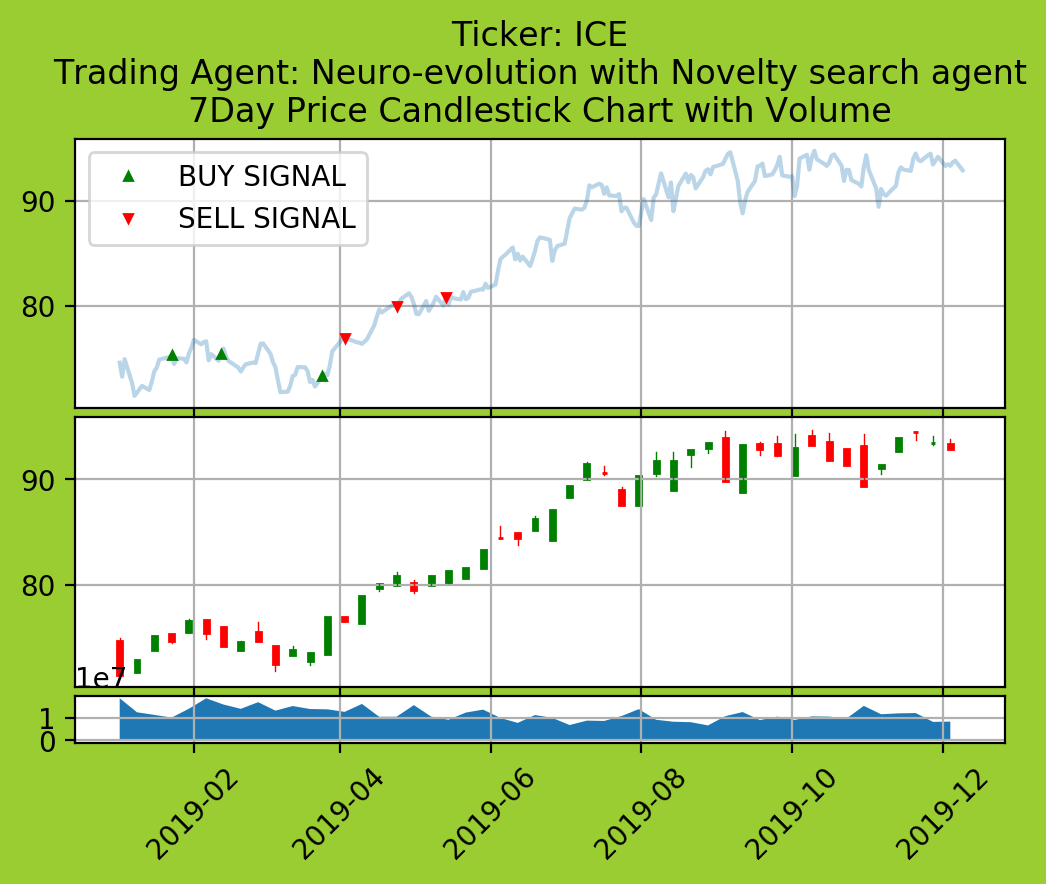 Ticker: ICE
Trading Agent: Neuro-evolution with Novelty search agent
7Day Price Candlestick Chart with Volume
BUY SIGNAL
SELL SIGNAL
90
80
90
80
1e7
1
0
2019-02
2019-04
2019-06
2019-08
2019-10
2019-12